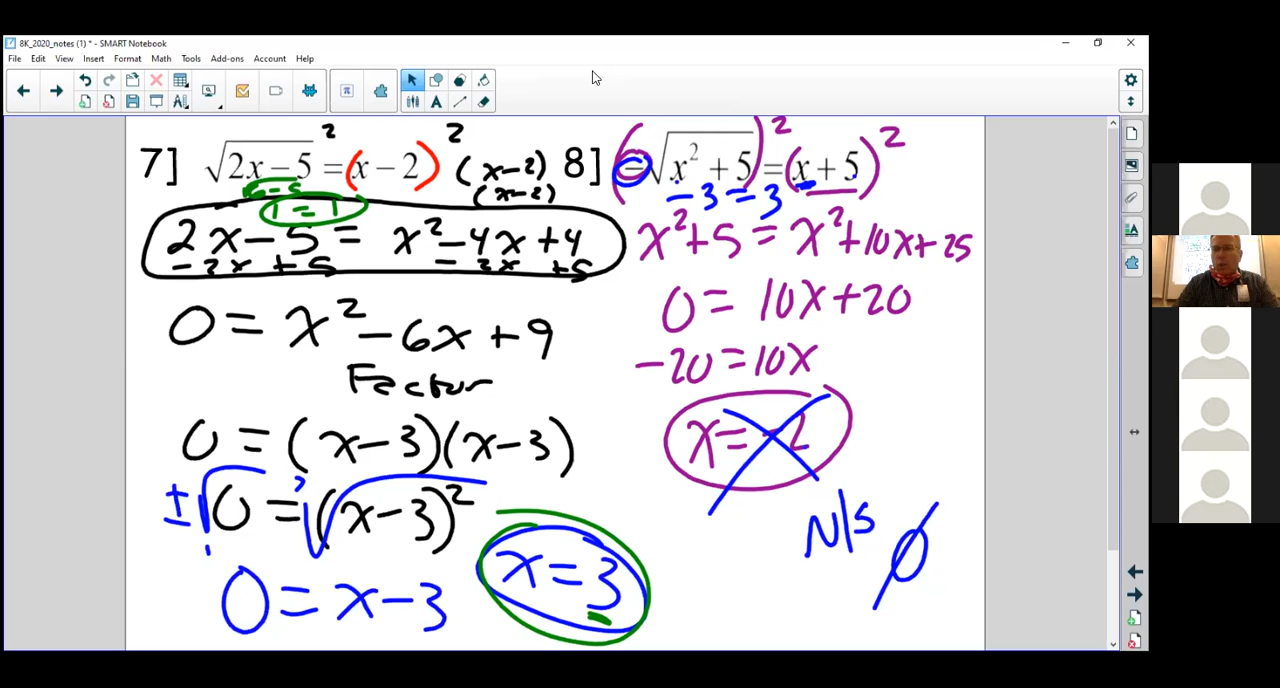 8K_2020_notes (1) * - SMART Notebook
File Edit View Insert Format Math Tools Add-ons Account Help
7] √2x − 5 ² = (x − 2)² (x−2)
(x−2)
6−5
1 = 1
2x − 5 = x² − 4x + 4
−2x +5 −2x +5
0 = x² − 6x + 9
Factor
0 = (x−3)(x−3)
±√0 = √(x−3)²
0 = x − 3
x = 3
8] (−√x² + 5)² = (x + 5)²
−3 = 3
x² + 5 = x² + 10x + 25
0 = 10x + 20
−20 = 10x
x = −2
N/S Ø